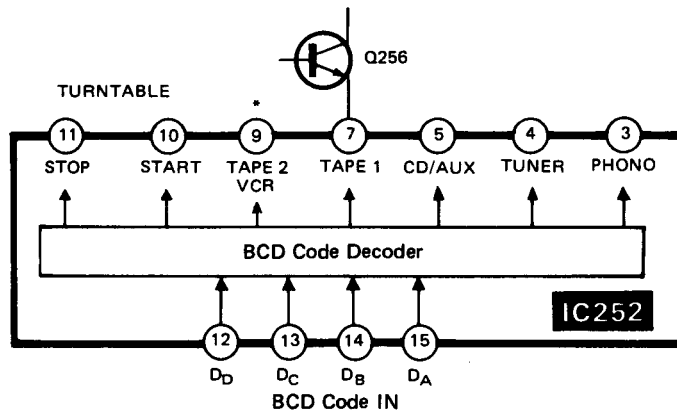 Q256
TURNTABLE
*
11 10 9 7 5 4 3
STOP START TAPE 2 TAPE 1 CD/AUX TUNER PHONO
VCR
BCD Code Decoder
IC252
12 13 14 15
DD DC DB DA
BCD Code IN